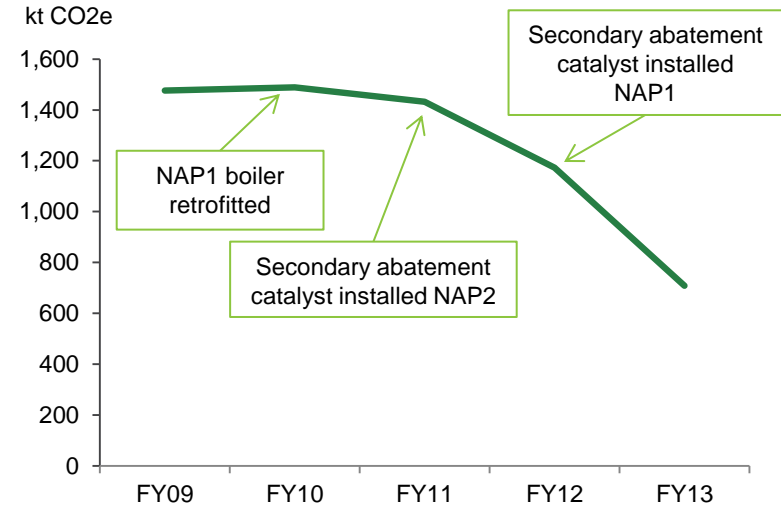 kt CO2e
1,600
1,400
1,200
1,000
800
600
400
200
0
Secondary abatement
catalyst installed
NAP1
NAP1 boiler
retrofitted
Secondary abatement
catalyst installed NAP2
FY09 FY10 FY11 FY12 FY13